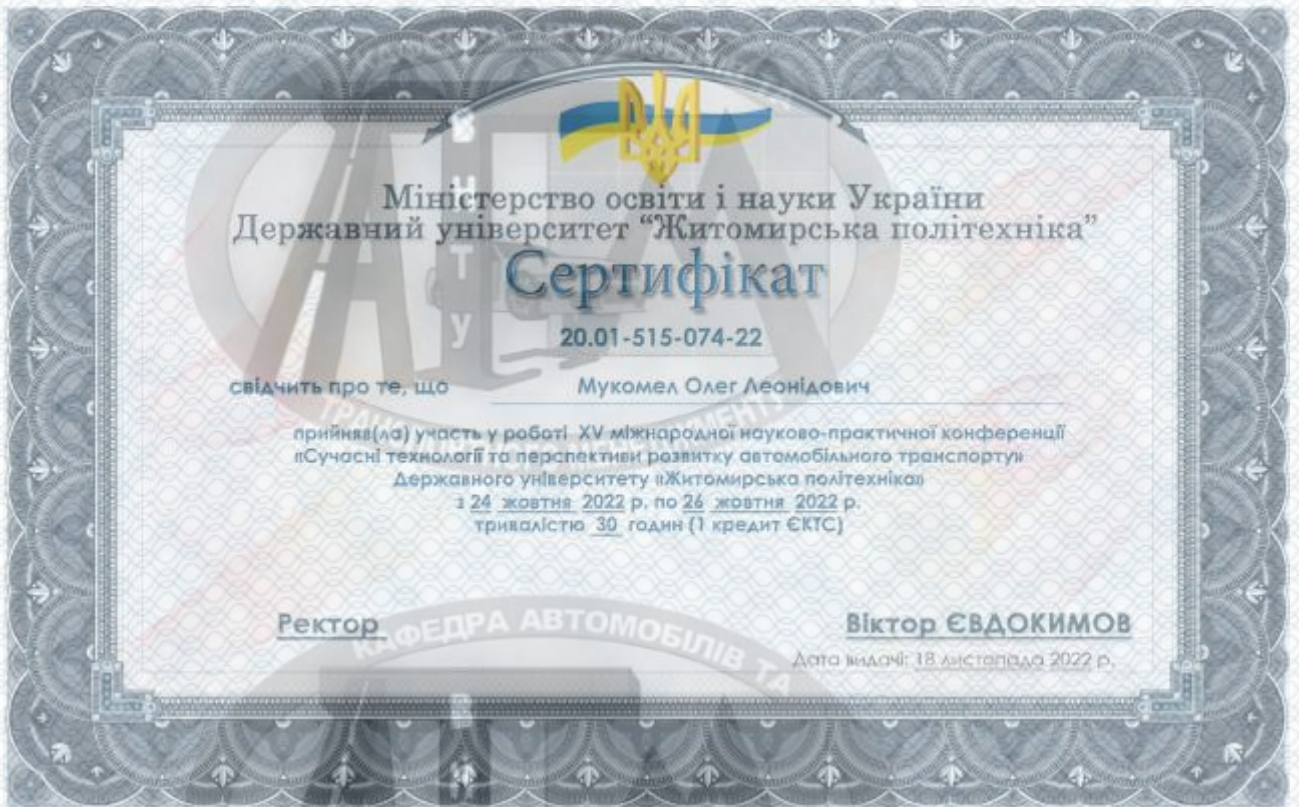 Міністерство освіти і науки України
Державний університет “Житомирська політехніка”
Сертифікат
20.01-515-074-22
свідчить про те, що Мукомел Олег Леонідович
прийняв(ла) участь у роботі XV міжнародної науково-практичної конференції
«Сучасні технології та перспективи розвитку автомобільного транспорту»
Державного університету «Житомирська політехніка»
з 24 жовтня 2022 р. по 26 жовтня 2022 р.
тривалістю 30 годин (1 кредит ЄКТС)
Ректор Віктор ЄВДОКИМОВ
Дата видачі: 18 листопада 2022 р.
ВНТУ
КАФЕДРА АВТОМОБІЛІВ ТА